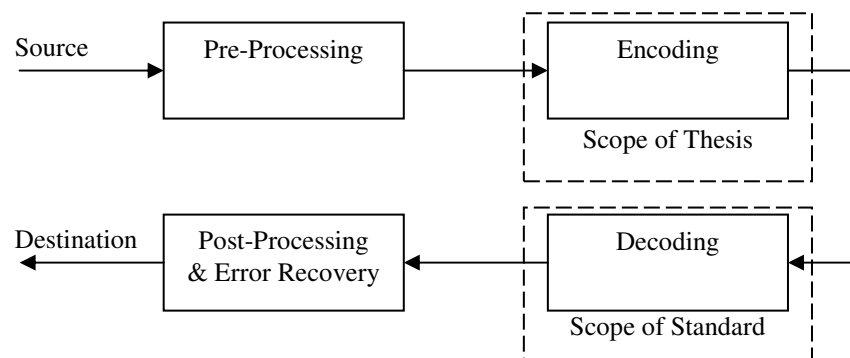 Source
Pre-Processing
Encoding
Scope of Thesis
Destination
Post-Processing
& Error Recovery
Decoding
Scope of Standard